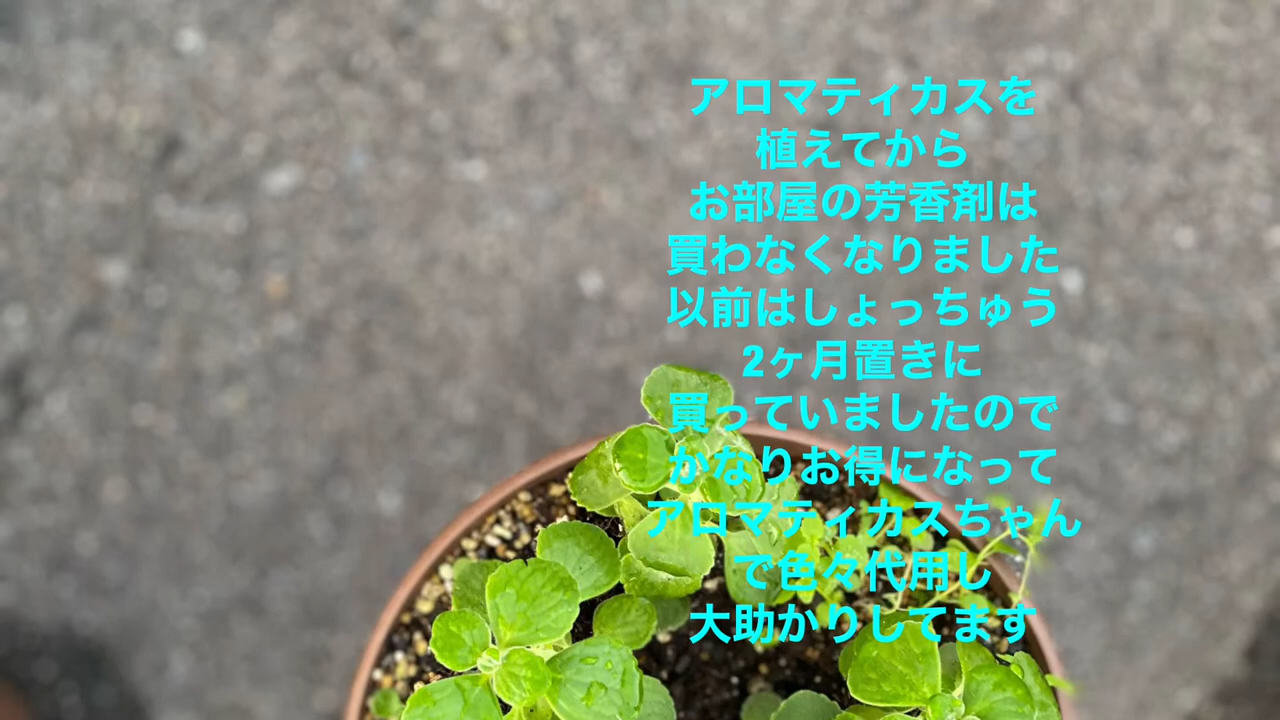 アロマティカスを
植えてから
お部屋の芳香剤は
買わなくなりました
以前はしょっちゅう
2ヶ月置きに
買っていましたので
かなりお得になって
アロマティカスちゃん
で色々代用し
大助かりしてます